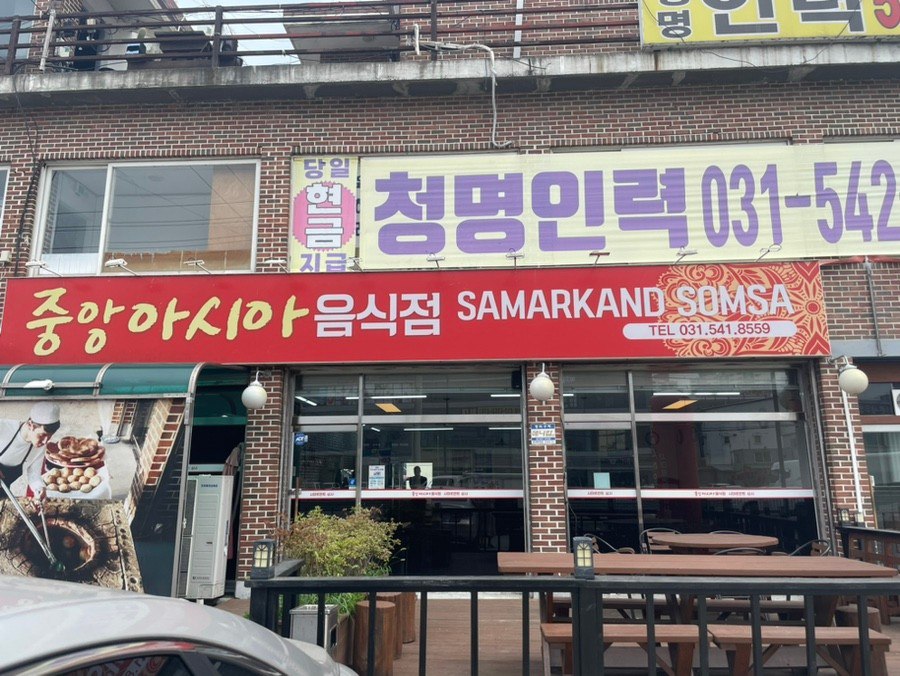 명 인력 5
당일
현금
지급
청명인력 031-542
중앙아시아 음식점 SAMARKAND SOMSA
TEL 031.541.8559